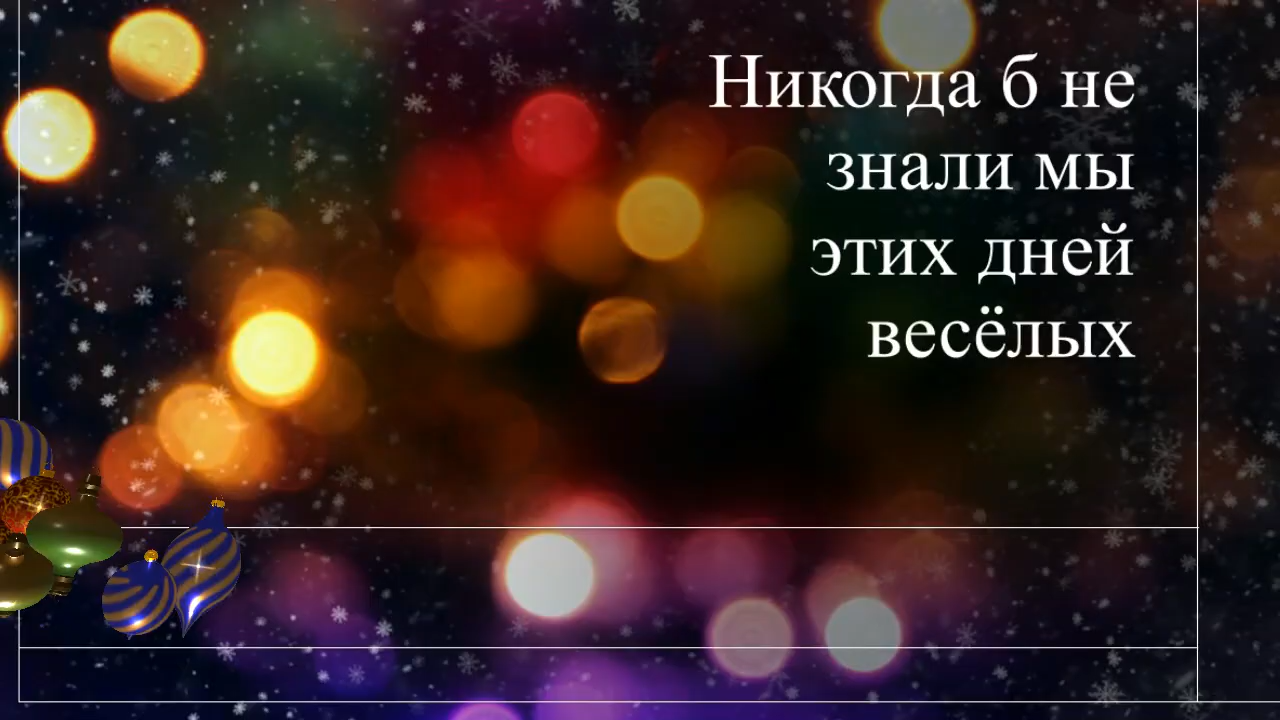 Никогда б не
знали мы
этих дней
весёлых